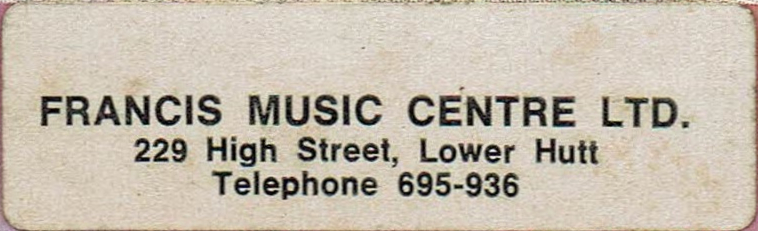 FRANCIS MUSIC CENTRE LTD.
229 High Street, Lower Hutt
Telephone 695-936